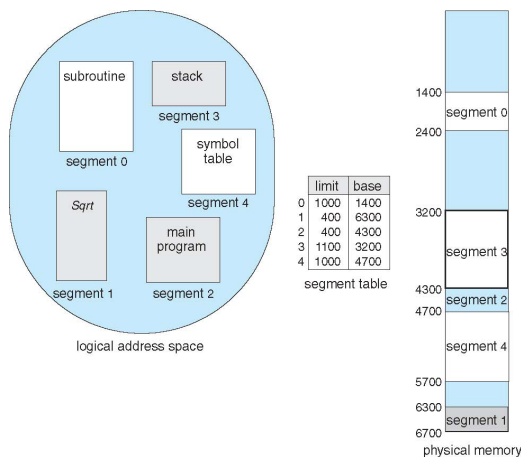 subroutine
segment 0
stack
segment 3
symbol
table
segment 4
Sqrt
segment 1
main
program
segment 2
logical address space
limit base
0 1000 1400
1 400 6300
2 400 4300
3 1100 3200
4 1000 4700
segment table
1400
segment 0
2400
3200
segment 3
4300
segment 2
4700
segment 4
5700
6300
segment 1
6700
physical memory